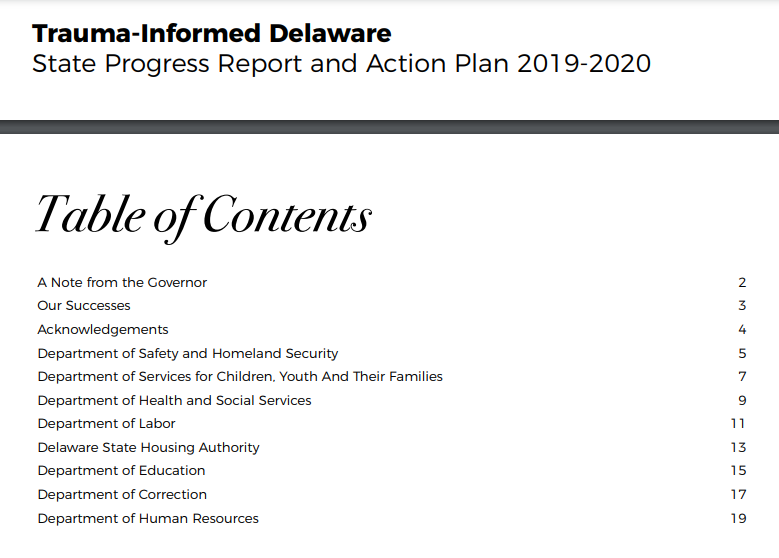 Trauma-Informed Delaware
State Progress Report and Action Plan 2019-2020
Table of Contents
A Note from the Governor 2
Our Successes 3
Acknowledgements 4
Department of Safety and Homeland Security 5
Department of Services for Children, Youth And Their Families 7
Department of Health and Social Services 9
Department of Labor 11
Delaware State Housing Authority 13
Department of Education 15
Department of Correction 17
Department of Human Resources 19